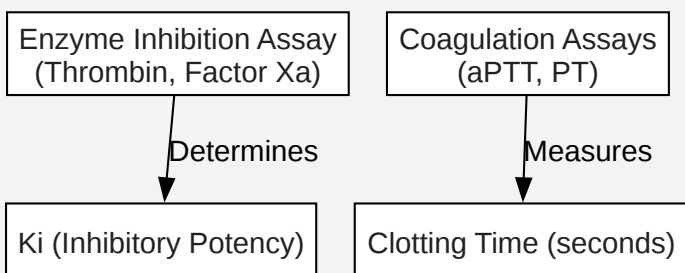 Enzyme Inhibition Assay
(Thrombin, Factor Xa)
Coagulation Assays
(aPTT, PT)
Determines
Measures
Ki (Inhibitory Potency)
Clotting Time (seconds)